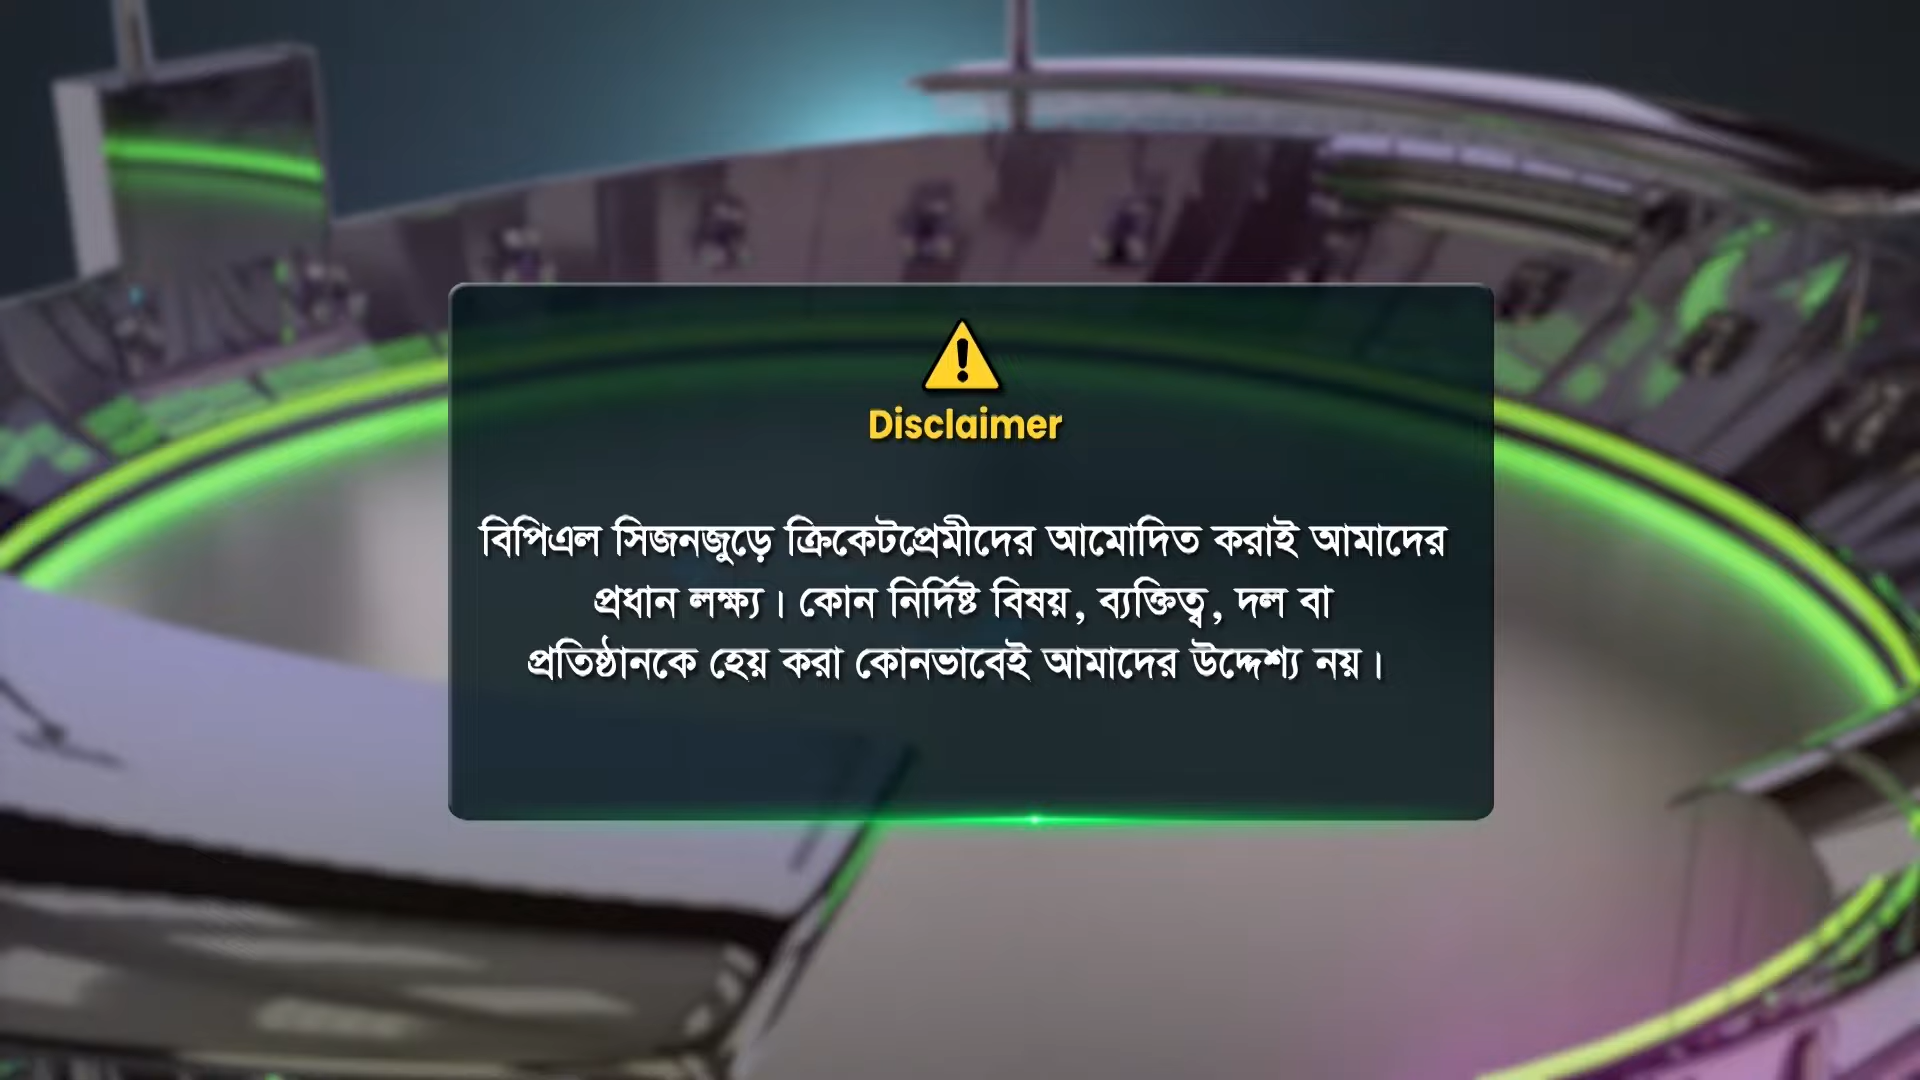 Disclaimer
বিপিএল সিজনজুড়ে ক্রিকেটপ্রেমীদের আমোদিত করাই আমাদের
প্রধান লক্ষ্য। কোন নির্দিষ্ট বিষয়, ব্যক্তিত্ব, দল বা
প্রতিষ্ঠানকে হেয় করা কোনভাবেই আমাদের উদ্দেশ্য নয়।